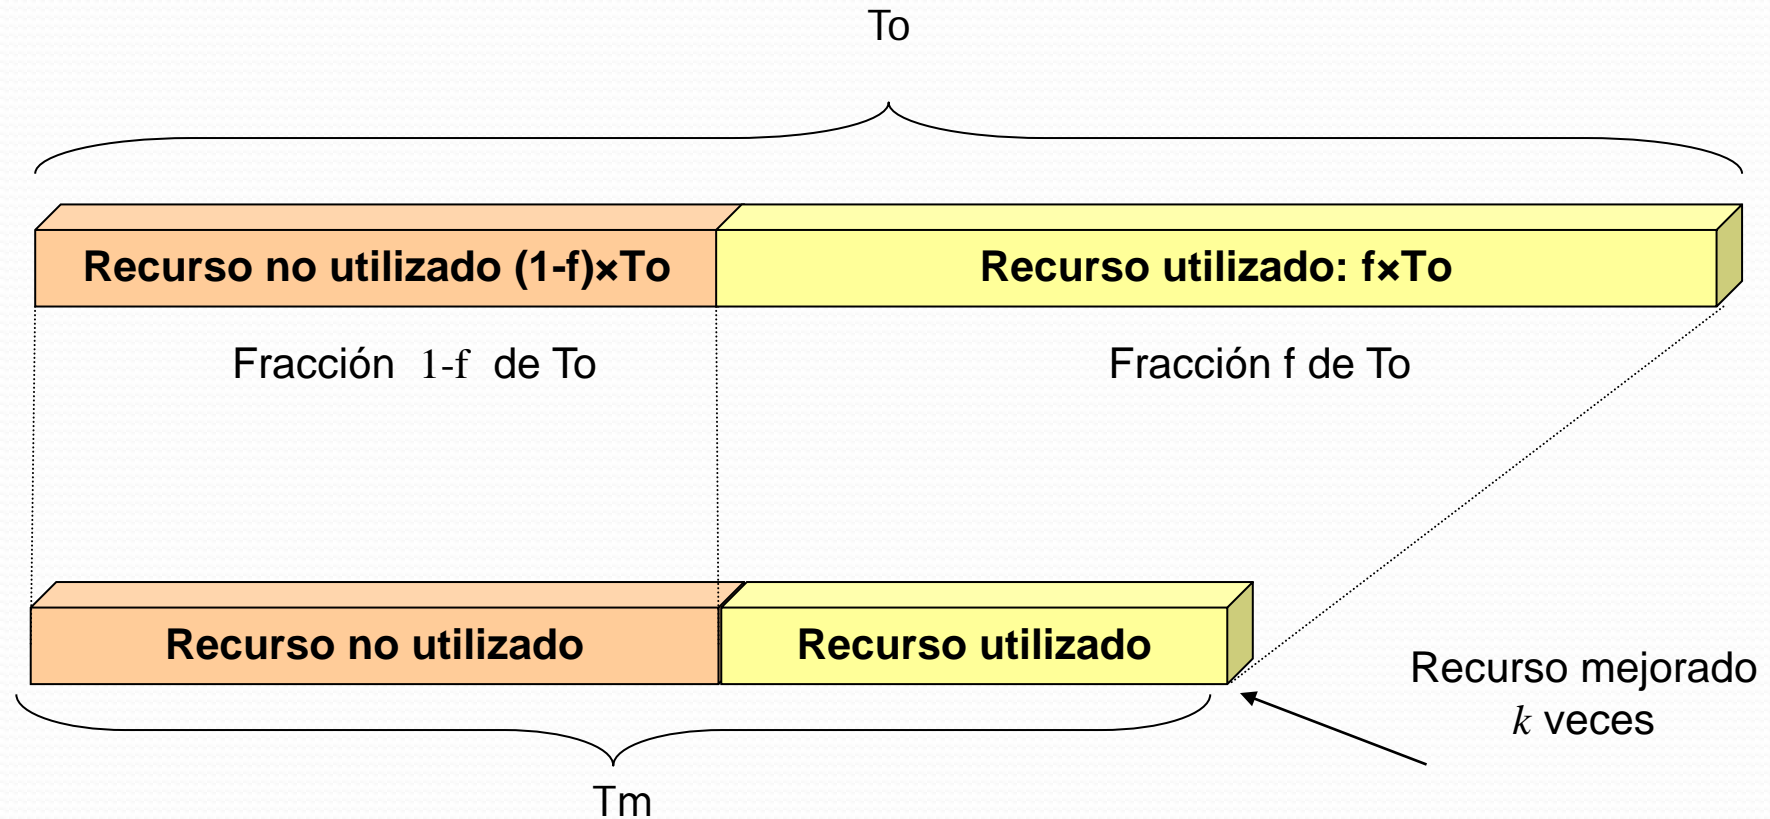 To
Recurso no utilizado (1-f)×To
Recurso utilizado: f×To
Fracción 1-f de To
Fracción f de To
Recurso no utilizado
Recurso utilizado
Recurso mejorado
k veces
Tm